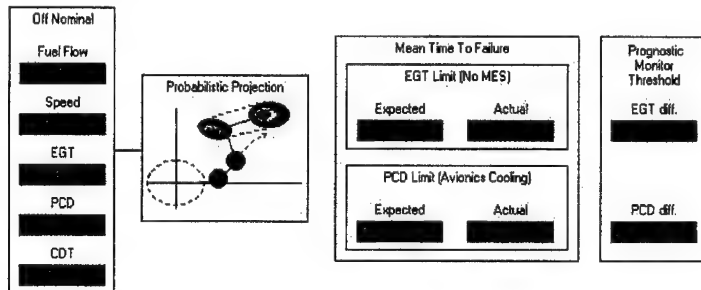 Off Nominal
Fuel Flow
Speed
EGT
PCD
CDT
Probabilistic Projection
Mean Time To Failure
EGT Limit (No MES)
Expected Actual
PCD Limit (Avionics Cooling)
Expected Actual
Prognostic
Monitor
Threshold
EGT diff.
PCD diff.